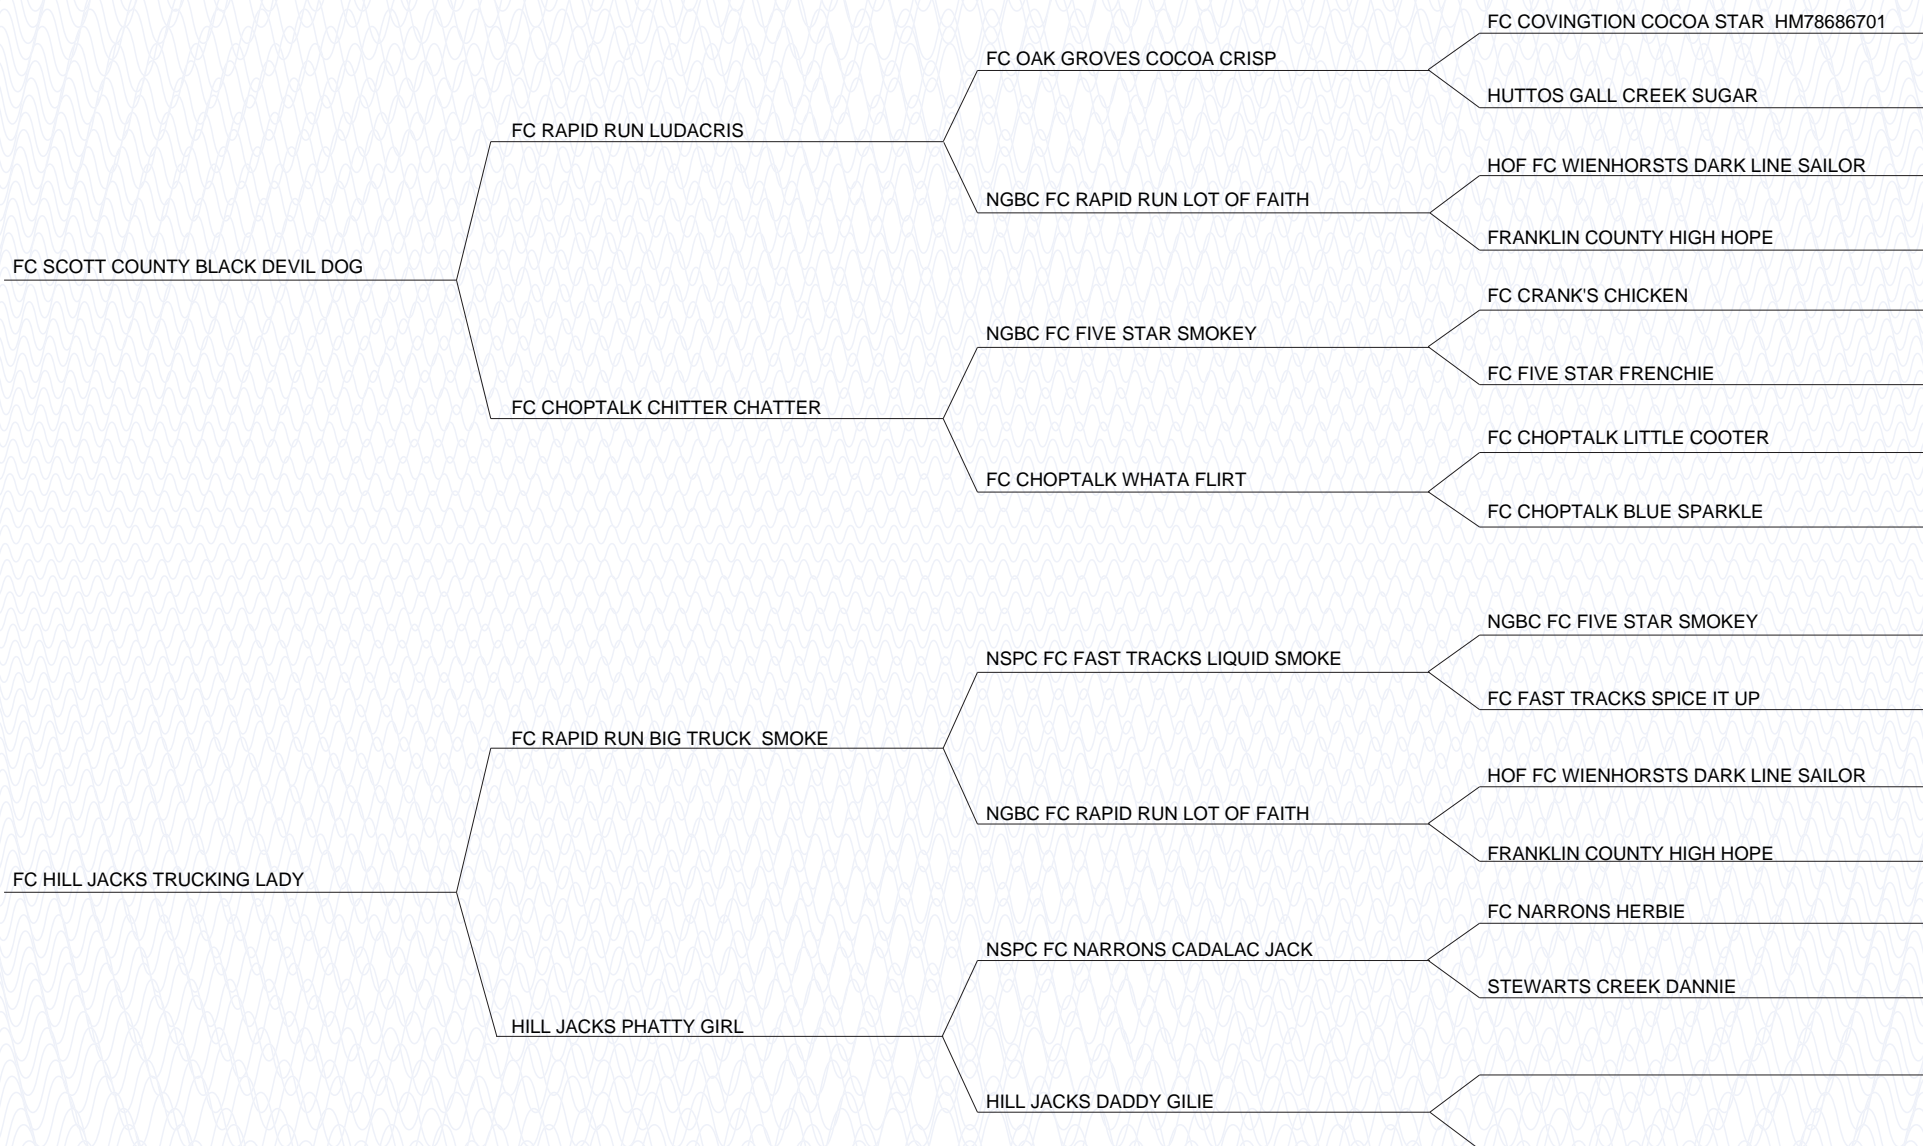 FC COVINGTION COCOA STAR  HM78686701
FC OAK GROVES COCOA CRISP
HUTTOS GALL CREEK SUGAR
FC RAPID RUN LUDACRIS
HOF FC WIENHORSTS DARK LINE SAILOR
NGBC FC RAPID RUN LOT OF FAITH
FRANKLIN COUNTY HIGH HOPE
FC SCOTT COUNTY BLACK DEVIL DOG
FC CRANK'S CHICKEN
NGBC FC FIVE STAR SMOKEY
FC FIVE STAR FRENCHIE
FC CHOPTALK CHITTER CHATTER
FC CHOPTALK LITTLE COOTER
FC CHOPTALK WHATA FLIRT
FC CHOPTALK BLUE SPARKLE
NGBC FC FIVE STAR SMOKEY
NSPC FC FAST TRACKS LIQUID SMOKE
FC FAST TRACKS SPICE IT UP
FC RAPID RUN BIG TRUCK  SMOKE
HOF FC WIENHORSTS DARK LINE SAILOR
NGBC FC RAPID RUN LOT OF FAITH
FRANKLIN COUNTY HIGH HOPE
FC HILL JACKS TRUCKING LADY
FC NARRONS HERBIE
NSPC FC NARRONS CADALAC JACK
STEWARTS CREEK DANNIE
HILL JACKS PHATTY GIRL
HILL JACKS DADDY GILIE